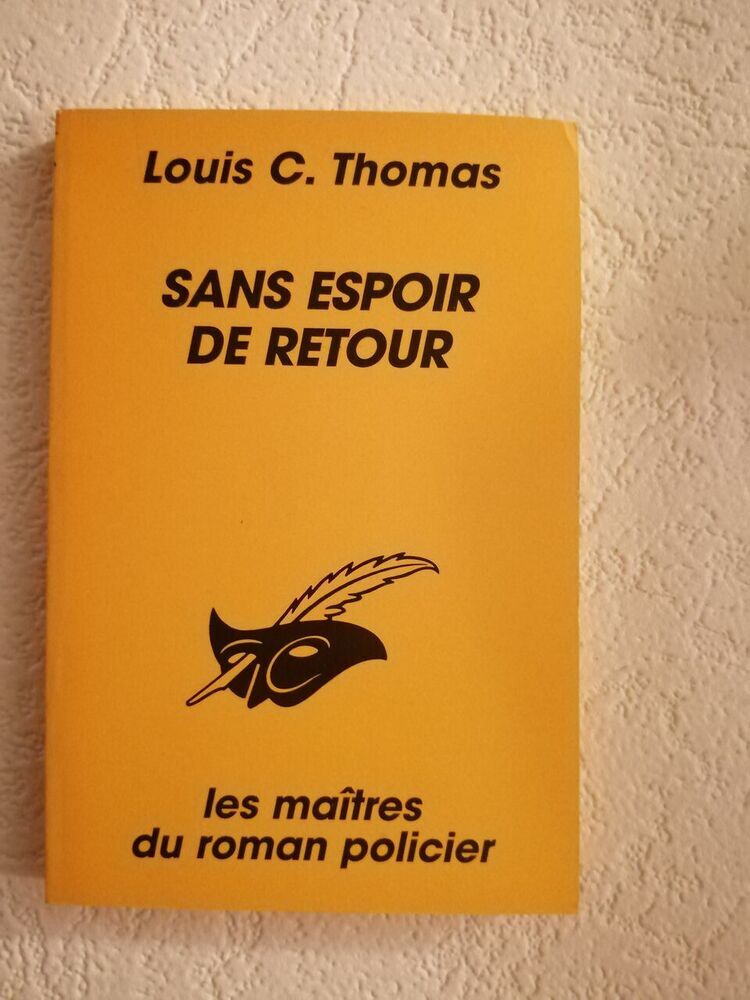 Louis C. Thomas
SANS ESPOIR
DE RETOUR
les maîtres
du roman policier